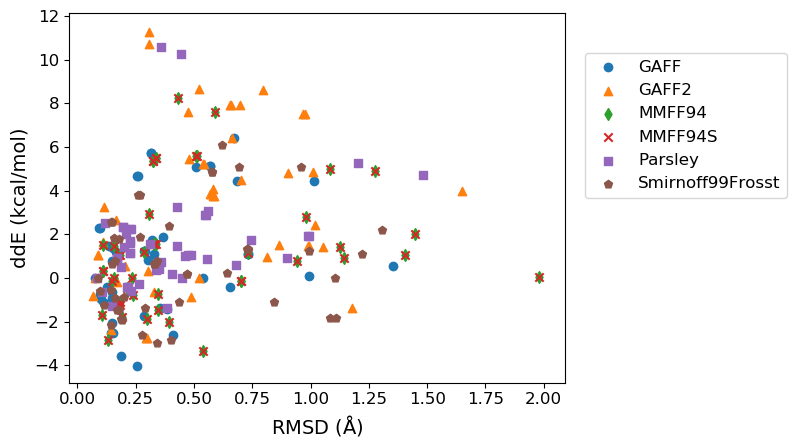 12
10
8
6
4
2
0
−2
−4
ddE (kcal/mol)
0.00 0.25 0.50 0.75 1.00 1.25 1.50 1.75 2.00
RMSD (Å)
GAFF
GAFF2
MMFF94
MMFF94S
Parsley
Smirnoff99Frosst